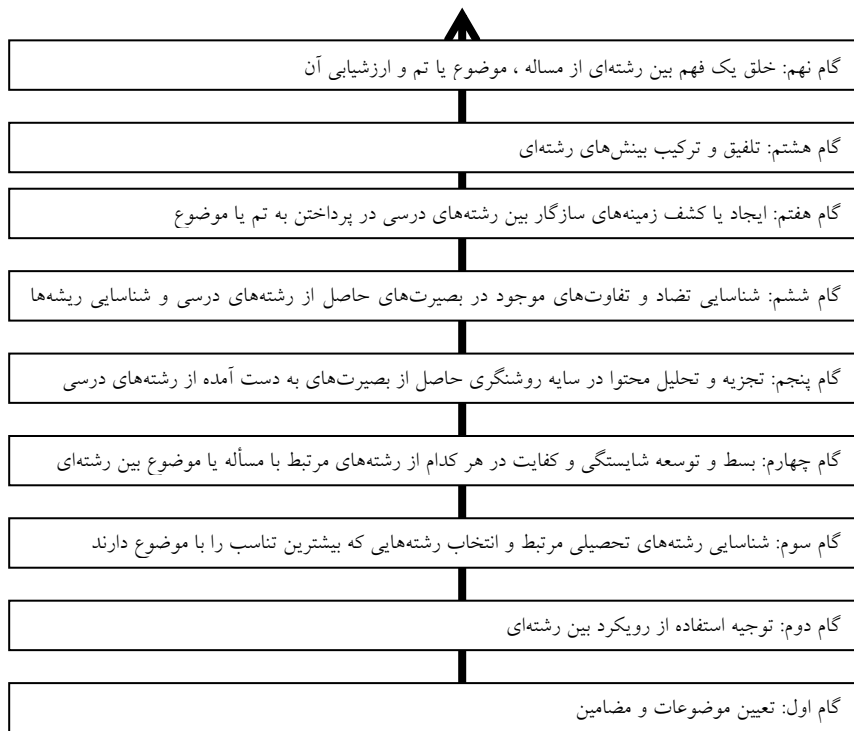 گام نهم: خلق یک فهم بین رشته‌ای از مساله ، موضوع یا تم و ارزشیابی آن
گام هشتم: تلفیق و ترکیب بینش‌های رشته‌ای
گام هفتم: ایجاد یا کشف زمینه‌های سازگار بین رشته‌های درسی در پرداختن به تم یا موضوع
گام ششم: شناسایی تضاد و تفاوت‌های موجود در بصیرت‌های حاصل از رشته‌های درسی و شناسایی ریشه‌ها
گام پنجم: تجزیه و تحلیل محتوا در سایه روشنگری حاصل از بصیرت‌های به دست آمده از رشته‌های درسی
گام چهارم: بسط و توسعه شایستگی و کفایت در هر کدام از رشته‌های مرتبط با مسأله یا موضوع بین رشته‌ای
گام سوم: شناسایی رشته‌های تحصیلی مرتبط و انتخاب رشته‌هایی که بیشترین تناسب را با موضوع دارند
گام دوم: توجیه استفاده از رویکرد بین رشته‌ای
گام اول: تعیین موضوعات و مضامین